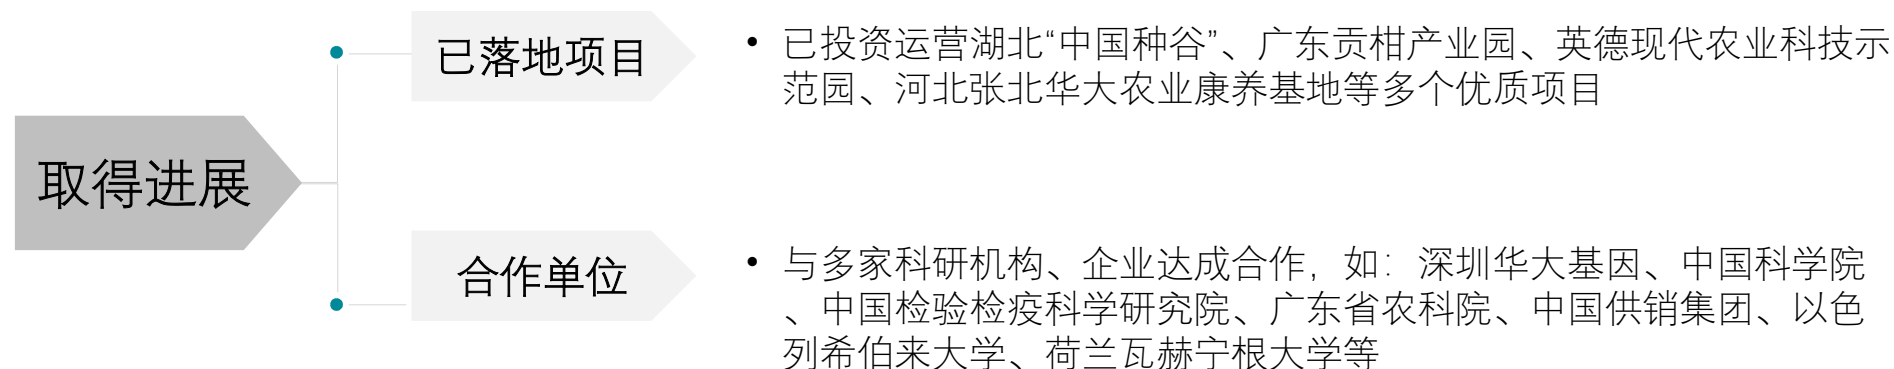 取得进展
已落地项目
• 已投资运营湖北“中国种谷”、广东贡柑产业园、英德现代农业科技示
范园、河北张北华大农业康养基地等多个优质项目
合作单位
• 与多家科研机构、企业达成合作，如：深圳华大基因、中国科学院
、中国检验检疫科学研究院、广东省农科院、中国供销集团、以色
列希伯来大学、荷兰瓦赫宁根大学等